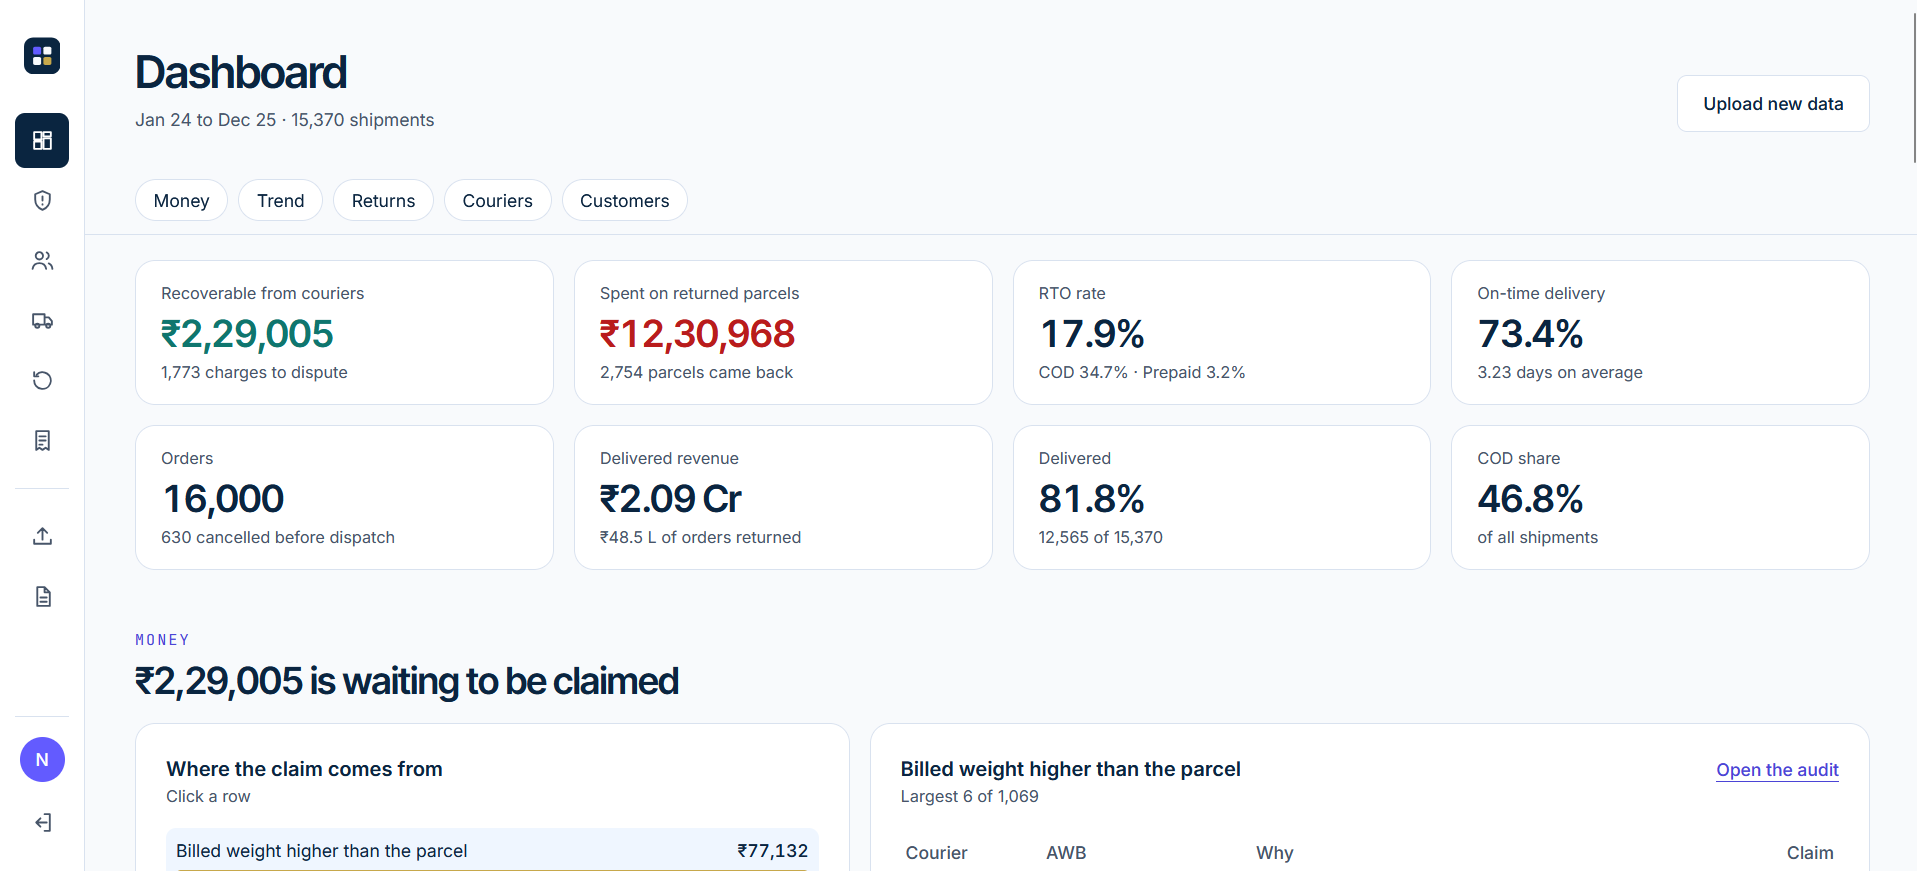 Dashboard
Jan 24 to Dec 25 · 15,370 shipments
Upload new data
Money
Trend
Returns
Couriers
Customers
Recoverable from couriers
₹2,29,005
1,773 charges to dispute
Spent on returned parcels
₹12,30,968
2,754 parcels came back
RTO rate
17.9%
COD 34.7% · Prepaid 3.2%
On-time delivery
73.4%
3.23 days on average
Orders
16,000
630 cancelled before dispatch
Delivered revenue
₹2.09 Cr
₹48.5 L of orders returned
Delivered
81.8%
12,565 of 15,370
COD share
46.8%
of all shipments
MONEY
₹2,29,005 is waiting to be claimed
Where the claim comes from
Click a row
Billed weight higher than the parcel ₹77,132
Billed weight higher than the parcel
Largest 6 of 1,069
Open the audit
Courier AWB Why Claim
N